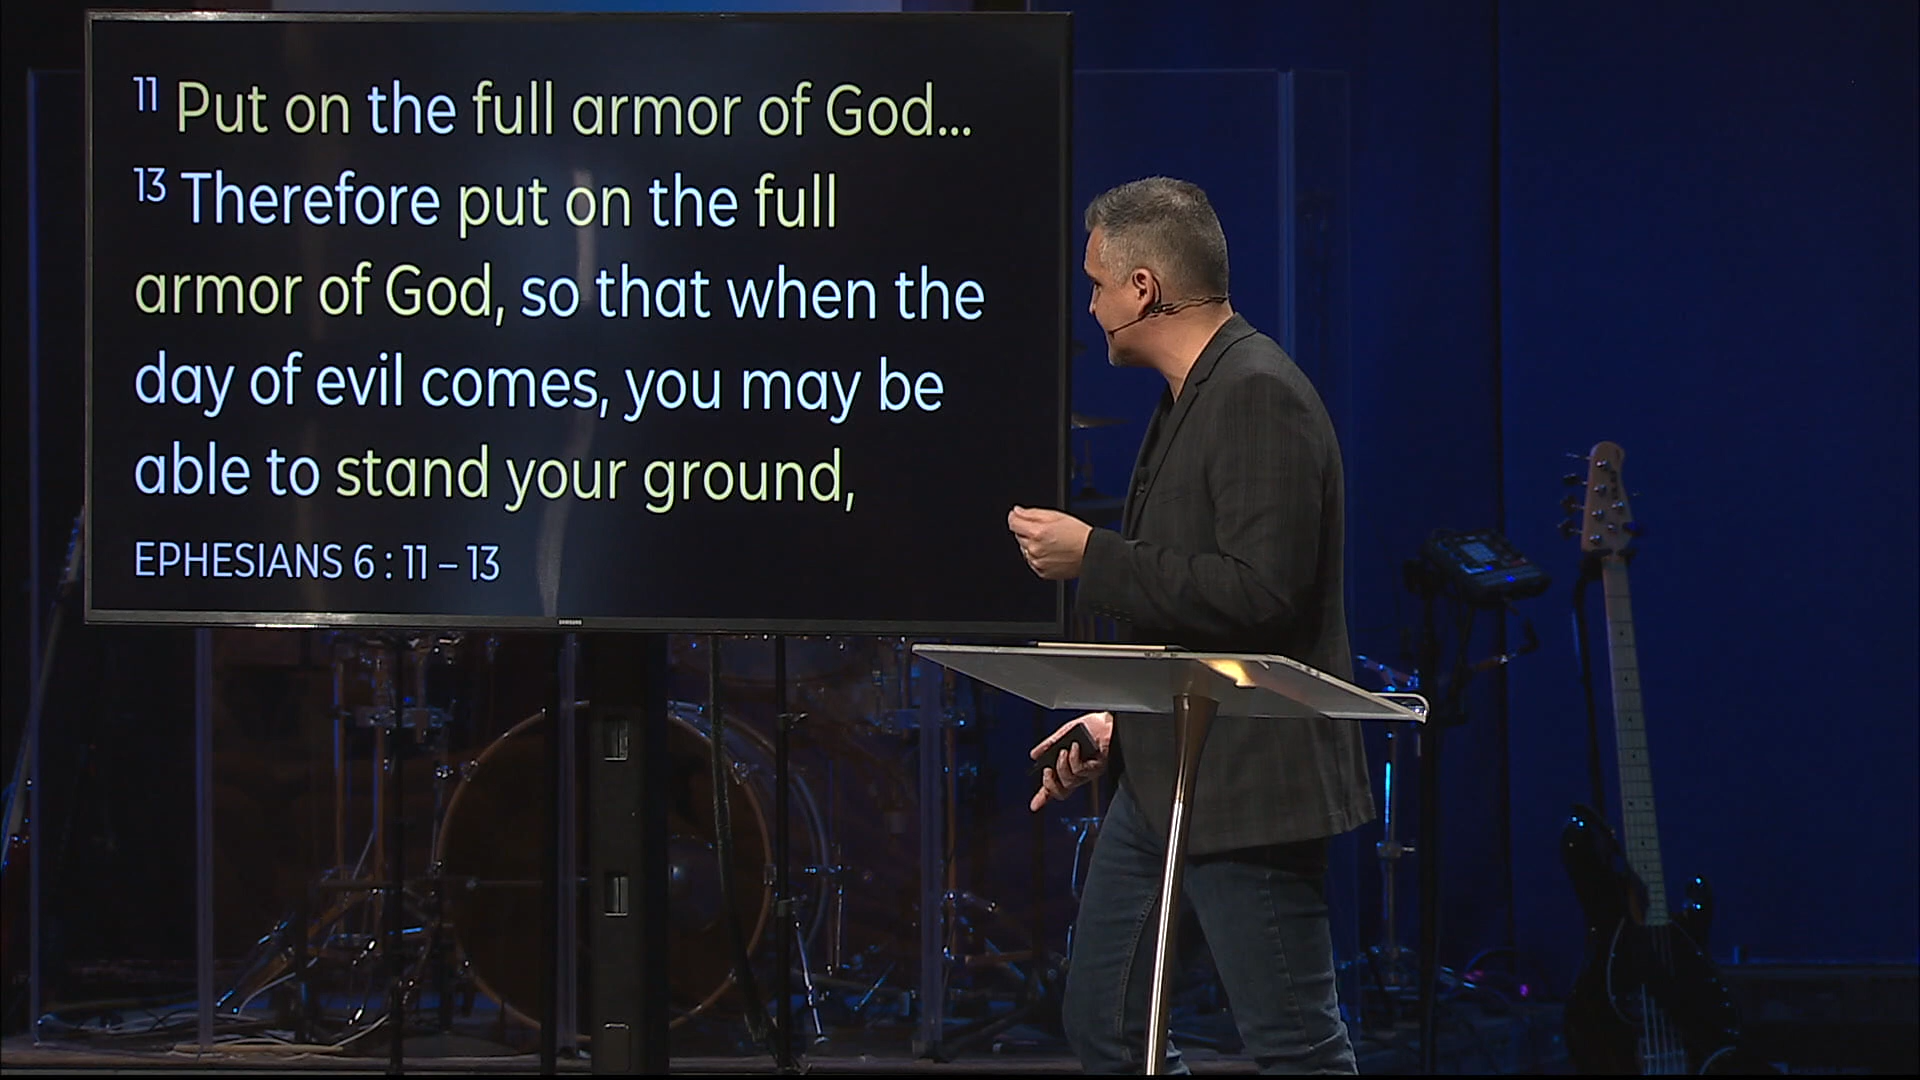 11 Put on the full armor of God...
13 Therefore put on the full
armor of God, so that when the
day of evil comes, you may be
able to stand your ground,
EPHESIANS 6 : 11 – 13
SAMSUNG